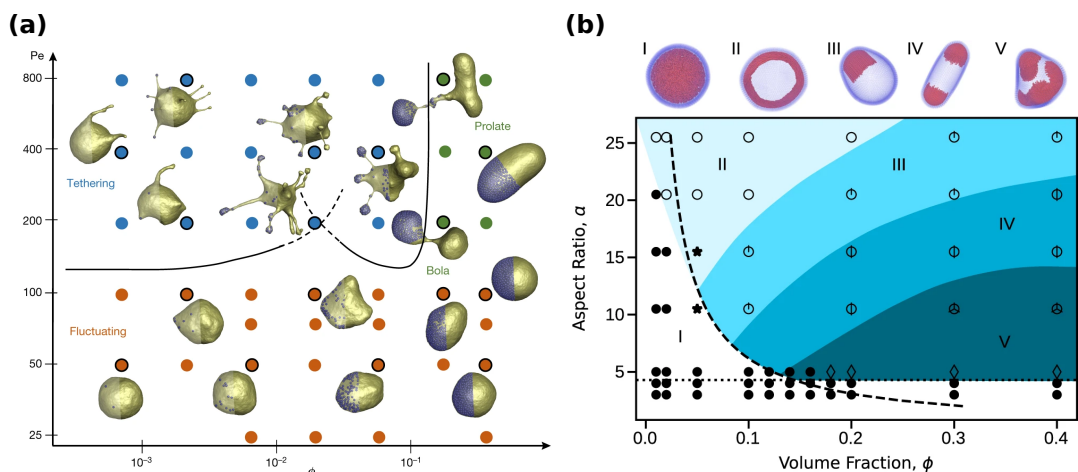 (a)
Pe
800
400
200
100
50
25
Tethering
Prolate
Bola
Fluctuating
10⁻³
10⁻²
10⁻¹
ϕ
(b)
I
II
III
IV
V
25
20
15
10
5
Aspect Ratio, α
II
III
IV
I
V
0.0
0.1
0.2
0.3
0.4
Volume Fraction, ϕ